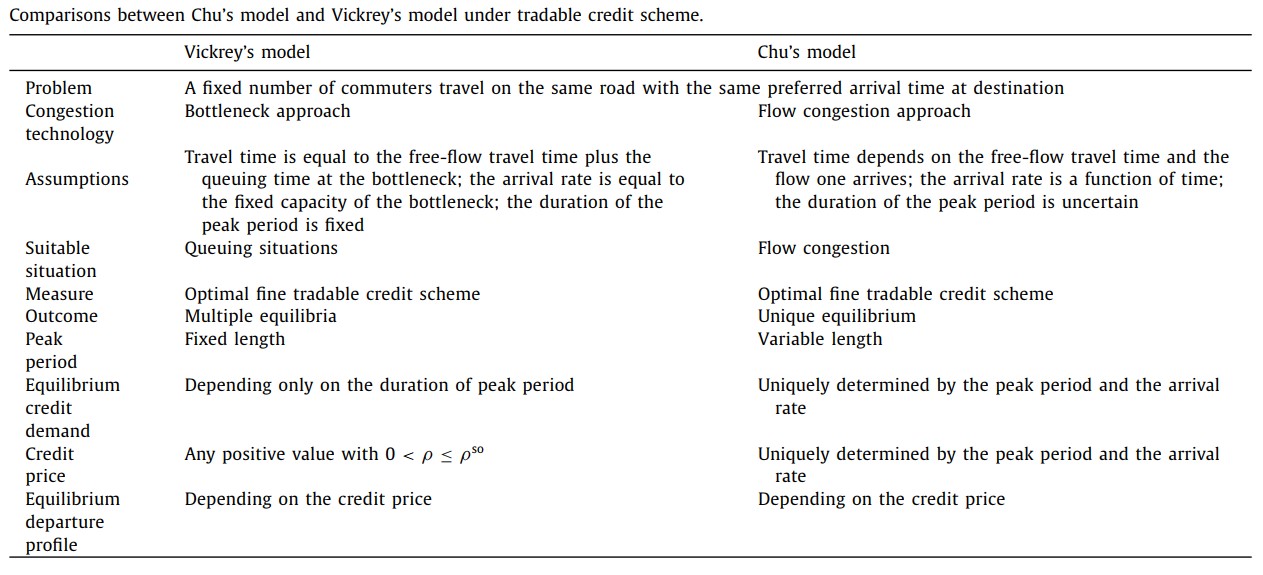 Comparisons between Chu's model and Vickrey's model under tradable credit scheme.
Vickrey's model Chu's model
Problem A fixed number of commuters travel on the same road with the same preferred arrival time at destination
Congestion Bottleneck approach Flow congestion approach
technology
Travel time is equal to the free-flow travel time plus the Travel time depends on the free-flow travel time and the
Assumptions queuing time at the bottleneck; the arrival rate is equal to flow one arrives; the arrival rate is a function of time;
the fixed capacity of the bottleneck; the duration of the the duration of the peak period is uncertain
peak period is fixed
Suitable Queuing situations Flow congestion
situation
Measure Optimal fine tradable credit scheme Optimal fine tradable credit scheme
Outcome Multiple equilibria Unique equilibrium
Peak Fixed length Variable length
period
Equilibrium Depending only on the duration of peak period Uniquely determined by the peak period and the arrival
credit rate
demand
Credit Any positive value with 0 < ρ ≤ ρ^so Uniquely determined by the peak period and the arrival
price rate
Equilibrium Depending on the credit price Depending on the credit price
departure
profile